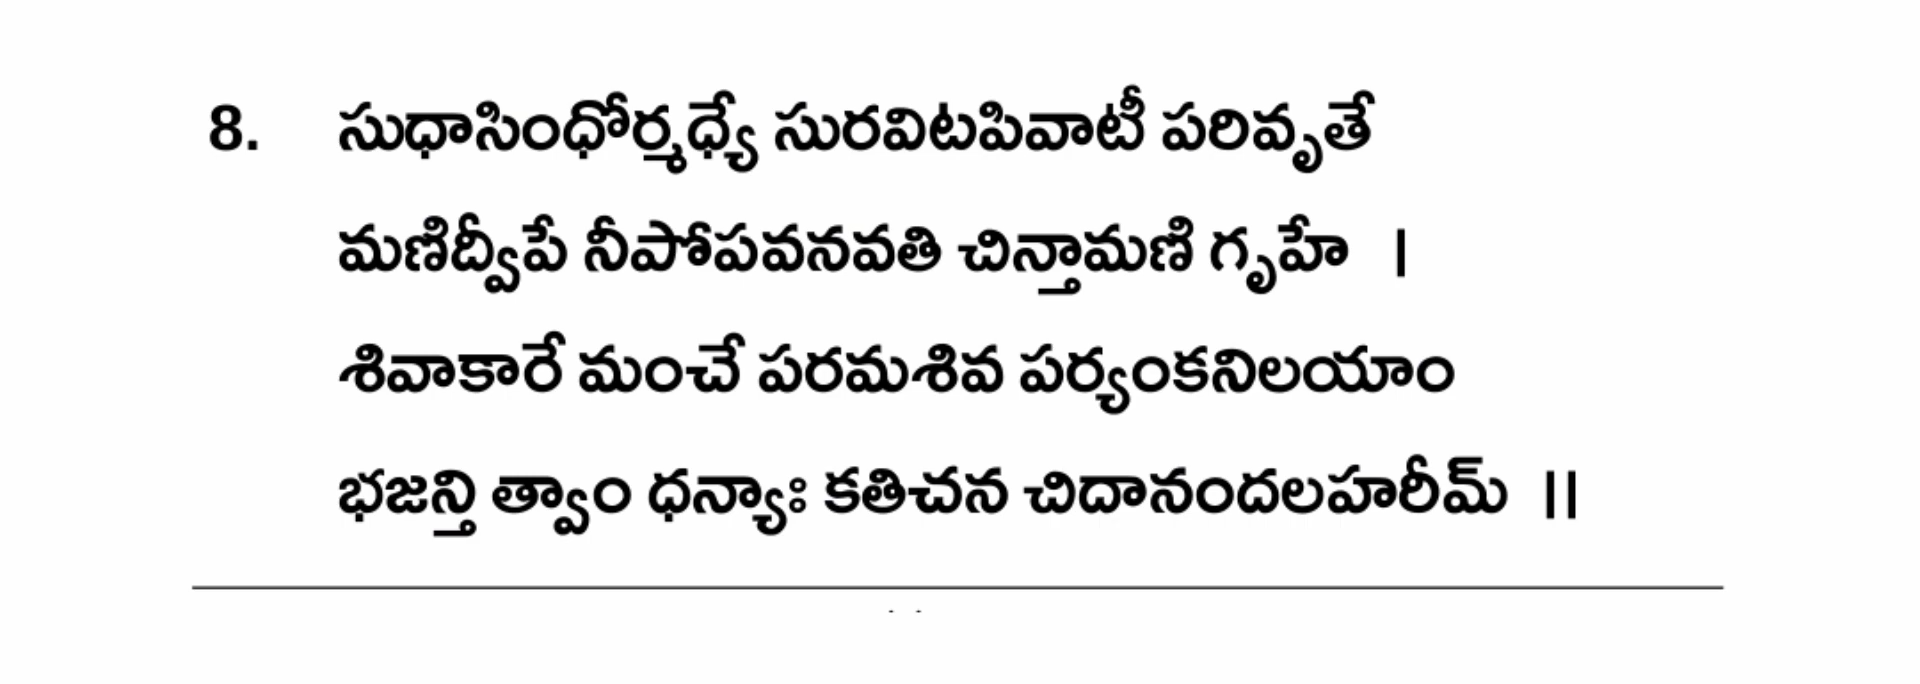 8. సుధాసింధోర్మధ్యే సురవిటపివాటీ పరివృతే
మణిద్వీపే నీపోపవనవతి చిన్తామణి గృహే |
శివాకారే మంచే పరమశివ పర్యంకనిలయాం
భజన్తి త్వాం ధన్యాః కతిచన చిదానందలహరీమ్ ||